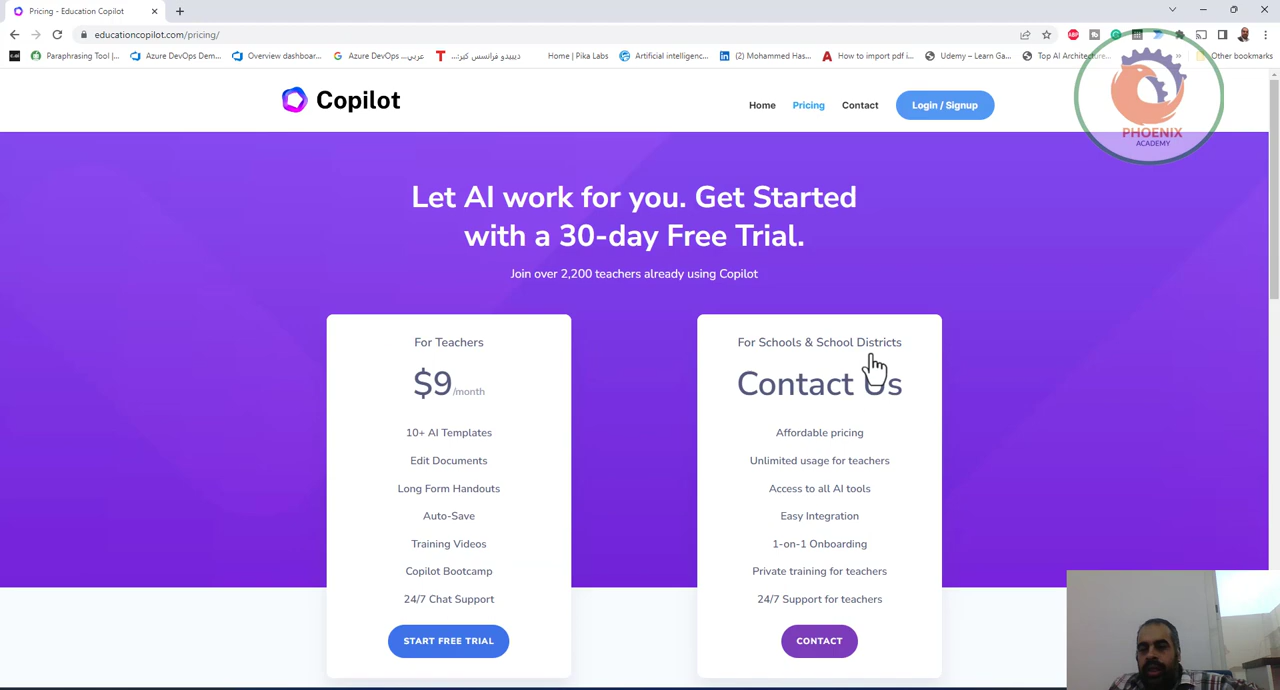 Pricing - Education Copilot
educationcopilot.com/pricing/
Paraphrasing Tool |...
Azure DevOps Dem...
Overview dashboar...
Azure DevOps عربي...
ديبيدو فرانسس كيز...
Home | Pika Labs
Artificial intelligenc...
(2) Mohammed Has...
How to import pdf i...
Udemy – Learn Ga...
Top AI Architecture...
Other bookmarks
Copilot
Home
Pricing
Contact
Login / Signup
PHOENIX
ACADEMY
Let AI work for you. Get Started
with a 30-day Free Trial.
Join over 2,200 teachers already using Copilot
For Teachers
$9/month
10+ AI Templates
Edit Documents
Long Form Handouts
Auto-Save
Training Videos
Copilot Bootcamp
24/7 Chat Support
START FREE TRIAL
For Schools & School Districts
Contact Us
Affordable pricing
Unlimited usage for teachers
Access to all AI tools
Easy Integration
1-on-1 Onboarding
Private training for teachers
24/7 Support for teachers
CONTACT